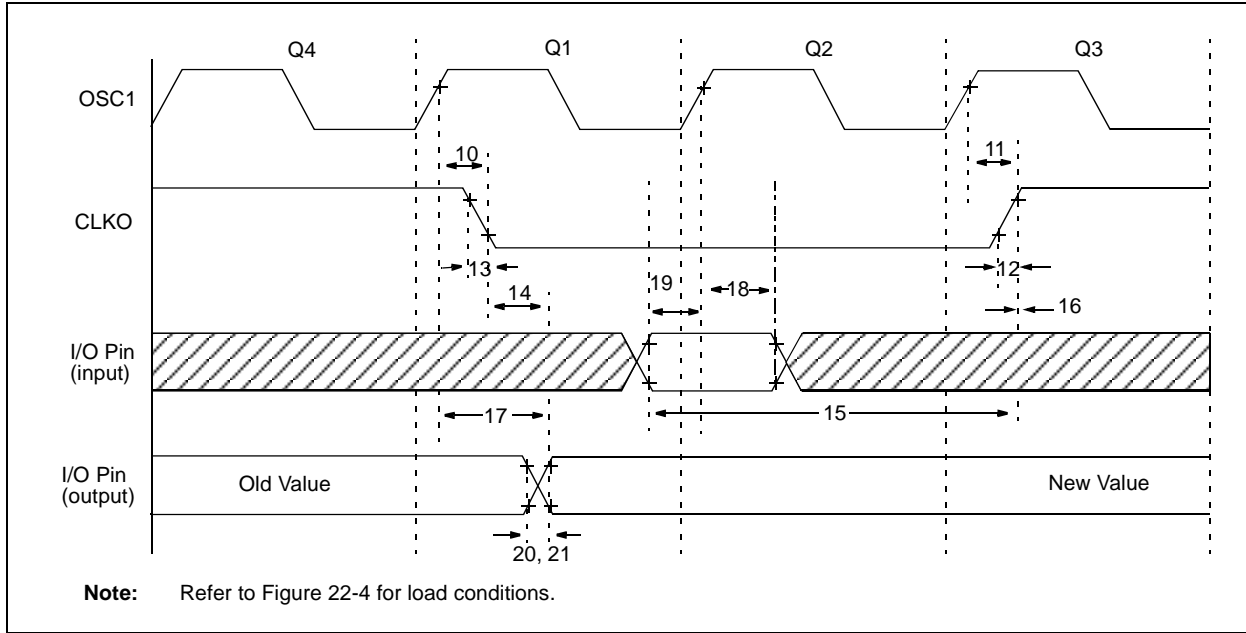 Q4 Q1 Q2 Q3
OSC1
10 11
CLKO
13 12
14 19 18 16
I/O Pin
(input)
17 15
I/O Pin
(output)
Old Value New Value
20, 21
Note: Refer to Figure 22-4 for load conditions.